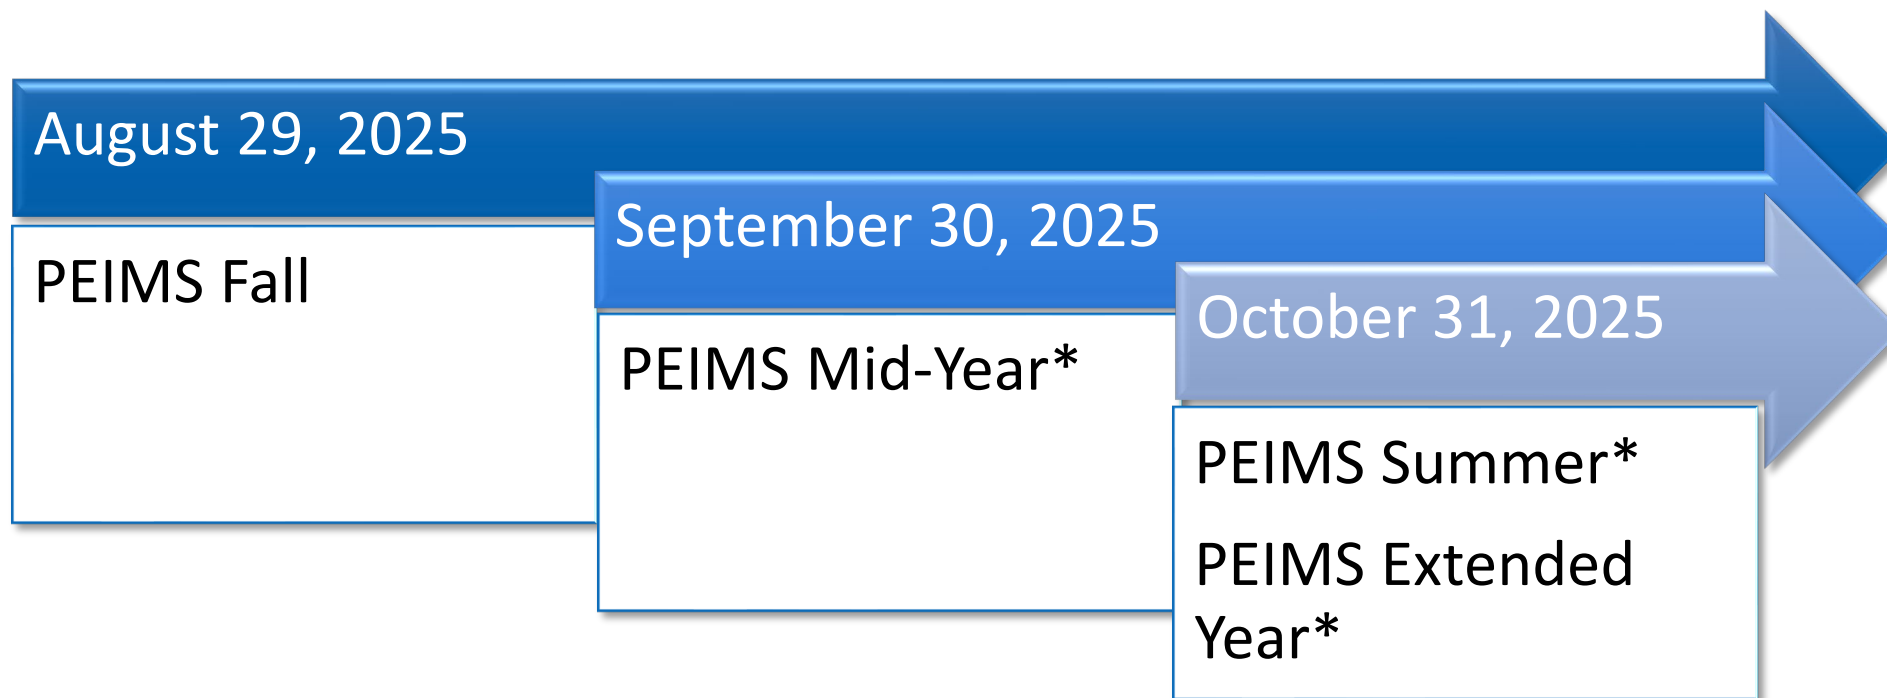 August 29, 2025
PEIMS Fall
September 30, 2025
PEIMS Mid-Year*
October 31, 2025
PEIMS Summer*
PEIMS Extended
Year*